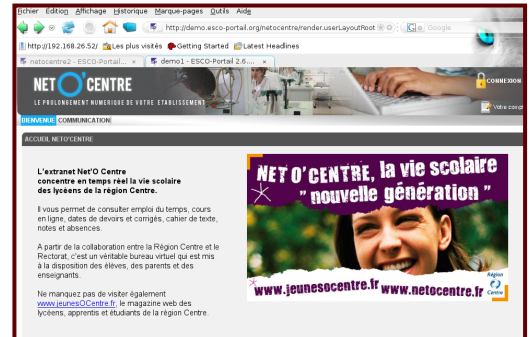 Fichier Edition Affichage Historique Marque-pages Outils Aide
http://demo.esco-portail.org/netocentre/render.userLayoutRoot
Google
http://192.168.26.52/ Les plus visités Getting Started Latest Headlines
netocentre2 - ESCO-Portail... demo1 - ESCO-Portail 2.6....
NET O'CENTRE
LE PROLONGEMENT NUMERIQUE DE VOTRE ETABLISSEMENT
CONNEXION
Votre compt
BIENVENUE COMMUNICATION
ACCUEIL NETO'CENTRE
L'extranet Net'O Centre
concentre en temps réel la vie scolaire
des lycéens de la région Centre.
Il vous permet de consulter emploi du temps, cours
en ligne, dates de devoirs et corrigés, cahier de texte,
notes et absences.
A partir de la collaboration entre la Région Centre et le
Rectorat, c'est un véritable bureau virtuel qui est mis
à la disposition des élèves, des parents et des
enseignants.
Ne manquez pas de visiter également
www.jeunesOCentre.fr, le magazine web des
lycéens, apprentis et étudiants de la région Centre.
NET O'CENTRE, la vie scolaire
" nouvelle génération "
www.jeunesocentre.fr www.netocentre.fr
Région
Centre